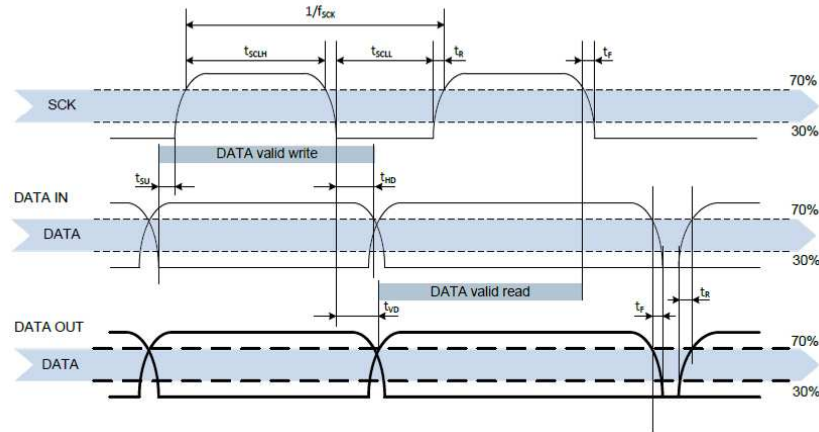 1/fSCK
tSCLH tSCLL tR tF
70%
SCK
30%
DATA valid write
tSU tHD
DATA IN
70%
DATA
30%
DATA valid read
tVD tF tR
DATA OUT
70%
DATA
30%